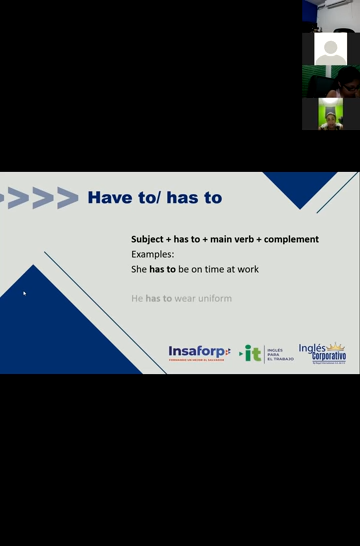 >>>> Have to/ has to
Subject + has to + main verb + complement
Examples:
She has to be on time at work
He has to wear uniform
Insaforp
it INGLÉS PARA EL TRABAJO
Inglés Corporativo